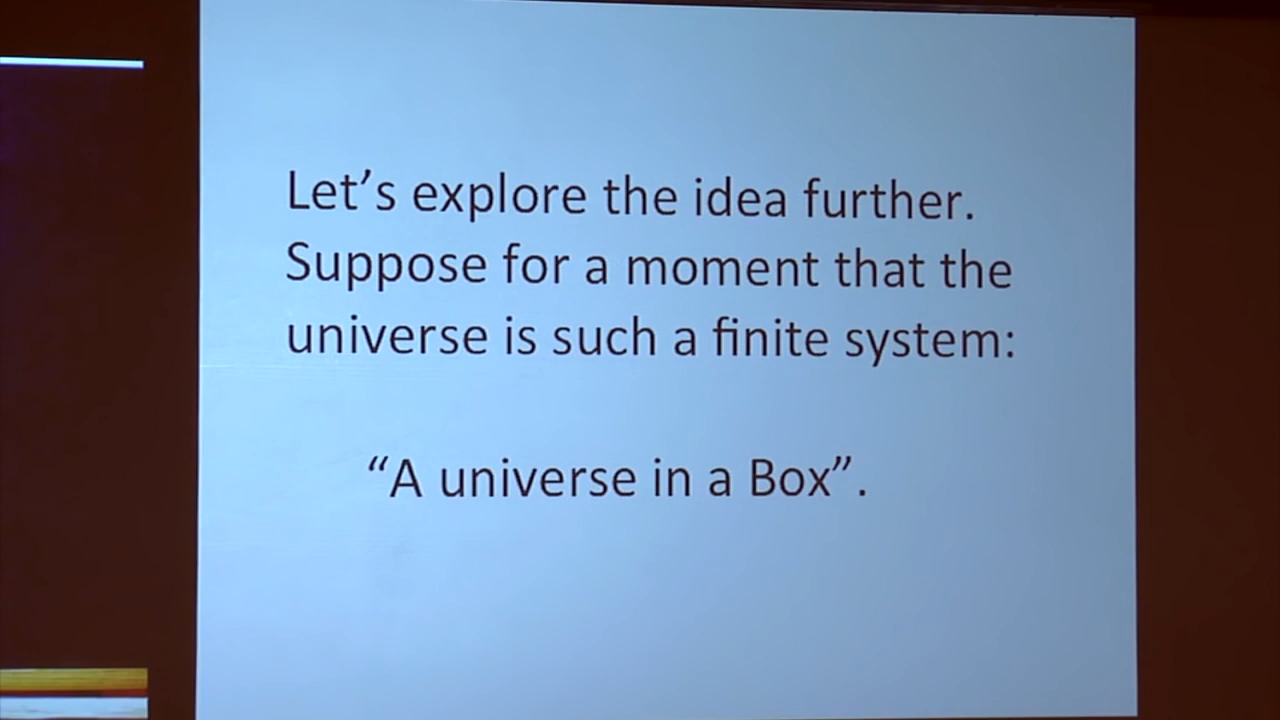 Let’s explore the idea further.
Suppose for a moment that the
universe is such a finite system:
“A universe in a Box”.